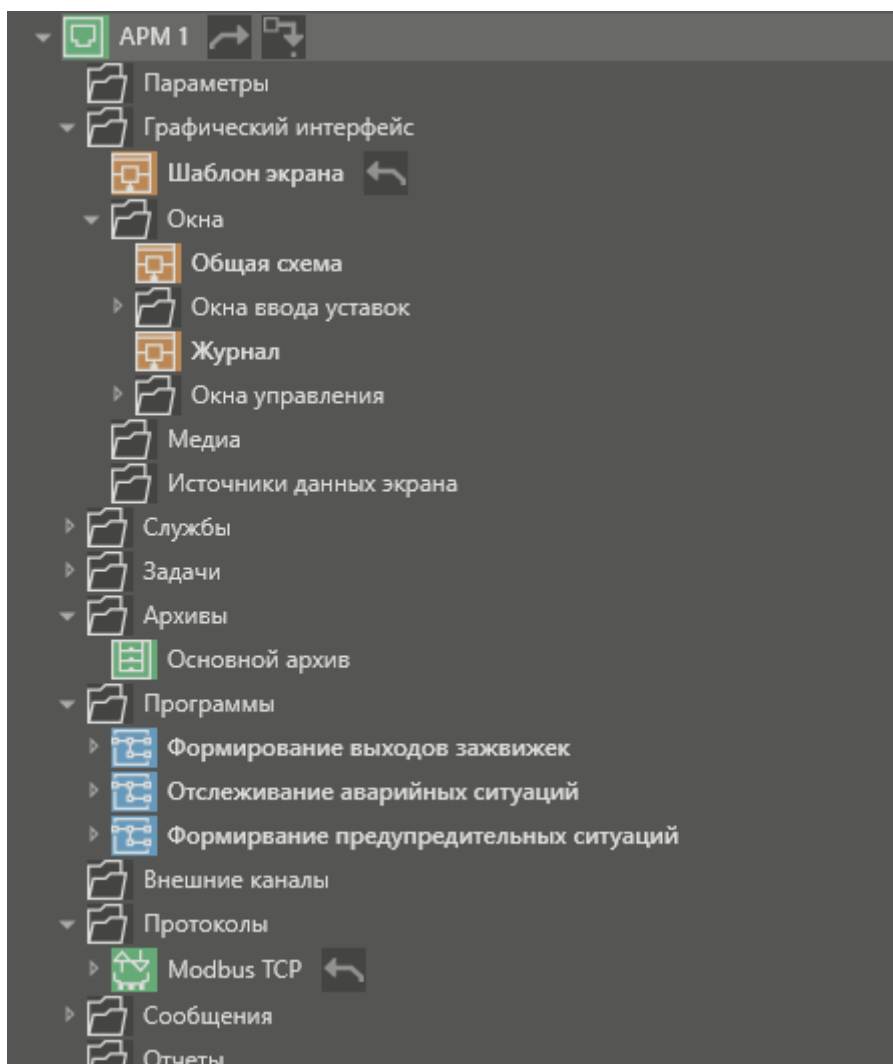 АРМ 1
Параметры
Графический интерфейс
Шаблон экрана
Окна
Общая схема
Окна ввода уставок
Журнал
Окна управления
Медиа
Источники данных экрана
Службы
Задачи
Архивы
Основной архив
Программы
Формирование выходов зажвижек
Отслеживание аварийных ситуаций
Формирвание предупредительных ситуаций
Внешние каналы
Протоколы
Modbus TCP
Сообщения
Отчеты